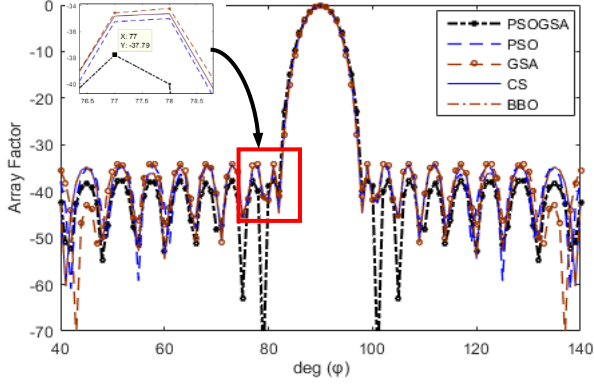 -34
-36
-38
-40
X: 77
Y: -37.79
76.5
77
77.5
78
78.5
0
-10
-20
-30
-40
-50
-60
-70
Array Factor
PSOGSA
PSO
GSA
CS
BBO
40
60
80
100
120
140
deg (φ)